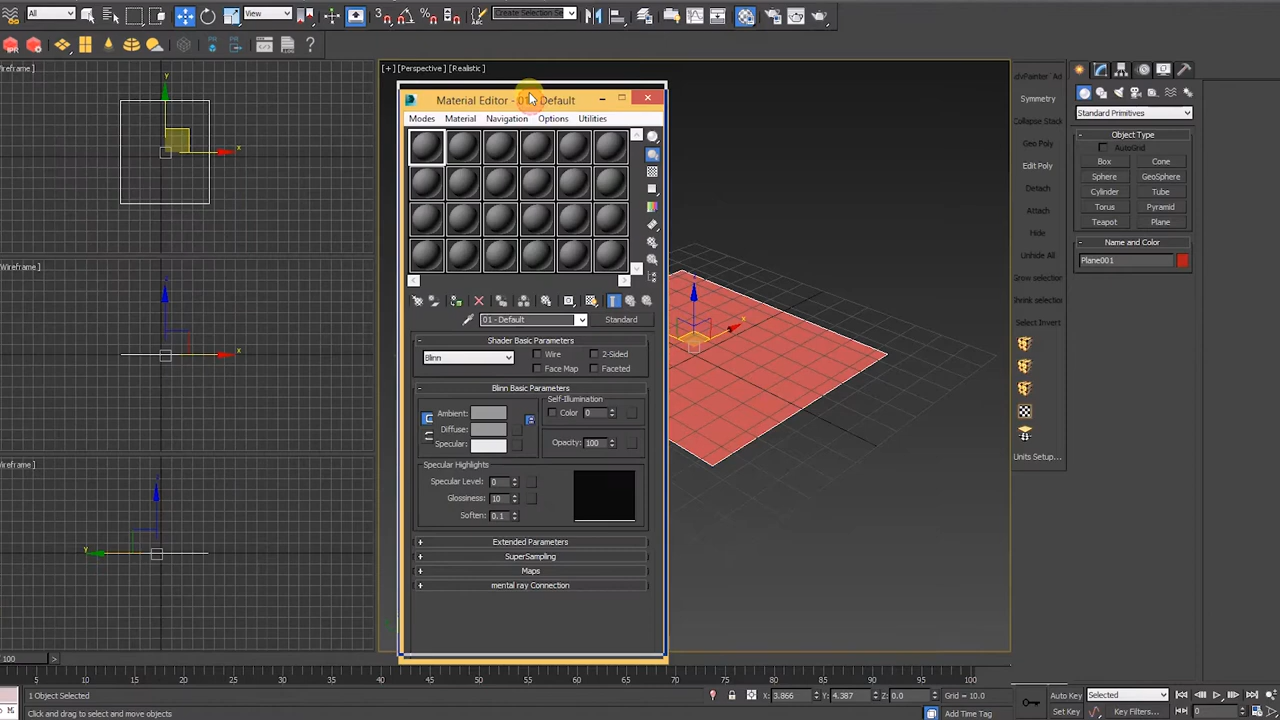 All
View
Create Selection Se
ireframe ]
[+] [Perspective] [Realistic]
Material Editor - 01 - Default
Modes Material Navigation Options Utilities
01 - Default
Standard
Shader Basic Parameters
Blinn
Wire
2-Sided
Face Map
Faceted
Blinn Basic Parameters
Self-Illumination
Ambient:
Color 0
Diffuse:
Specular:
Opacity: 100
Specular Highlights
Specular Level: 0
Glossiness: 10
Soften: 0.1
Extended Parameters
SuperSampling
Maps
mental ray Connection
y
x
z
x
Wireframe ]
x
Wireframe ]
y
dvPainter Ad
Symmetry
Collapse Stack
Geo Poly
Edit Poly
Detach
Attach
Hide
Unhide All
Grow selection
Shrink selection
Select Invert
Units Setup...
Standard Primitives
Object Type
AutoGrid
Box Cone
Sphere GeoSphere
Cylinder Tube
Torus Pyramid
Teapot Plane
Name and Color
Plane001
100
5 10 15 20 25 30 35 40 45 50 55 60 65 70 75 80 85 90 95 100
1 Object Selected
X: 3.866 Y: 4.387 Z: 0.0 Grid = 10.0
Auto Key Selected
Click and drag to select and move objects
Add Time Tag
Set Key Key Filters... 0